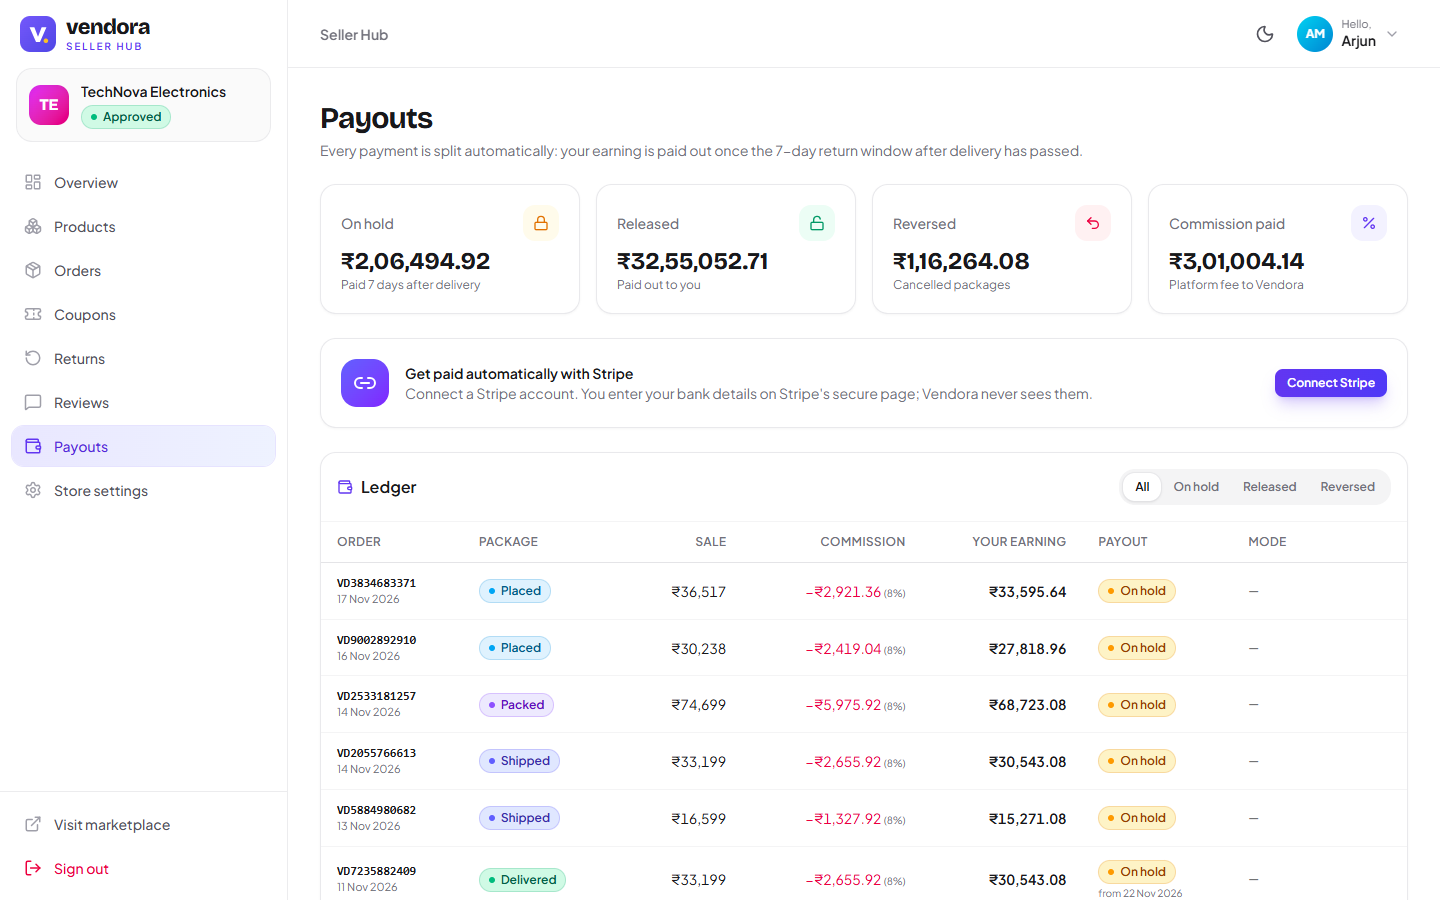 V.
vendora
SELLER HUB
TE
TechNova Electronics
Approved
Overview
Products
Orders
Coupons
Returns
Reviews
Payouts
Store settings
Visit marketplace
Sign out
Seller Hub
AM
Hello,
Arjun
Payouts
Every payment is split automatically: your earning is paid out once the 7-day return window after delivery has passed.
On hold
₹2,06,494.92
Paid 7 days after delivery
Released
₹32,55,052.71
Paid out to you
Reversed
₹1,16,264.08
Cancelled packages
Commission paid
₹3,01,004.14
Platform fee to Vendora
Get paid automatically with Stripe
Connect a Stripe account. You enter your bank details on Stripe's secure page; Vendora never sees them.
Connect Stripe
Ledger
All On hold Released Reversed
ORDER PACKAGE SALE COMMISSION YOUR EARNING PAYOUT MODE
VD3834683371
17 Nov 2026
Placed ₹36,517 −₹2,921.36 (8%) ₹33,595.64 On hold —
VD9002892910
16 Nov 2026
Placed ₹30,238 −₹2,419.04 (8%) ₹27,818.96 On hold —
VD2533181257
14 Nov 2026
Packed ₹74,699 −₹5,975.92 (8%) ₹68,723.08 On hold —
VD2055766613
14 Nov 2026
Shipped ₹33,199 −₹2,655.92 (8%) ₹30,543.08 On hold —
VD5884980682
13 Nov 2026
Shipped ₹16,599 −₹1,327.92 (8%) ₹15,271.08 On hold —
VD7235882409
11 Nov 2026
Delivered ₹33,199 −₹2,655.92 (8%) ₹30,543.08 On hold —
from 22 Nov 2026